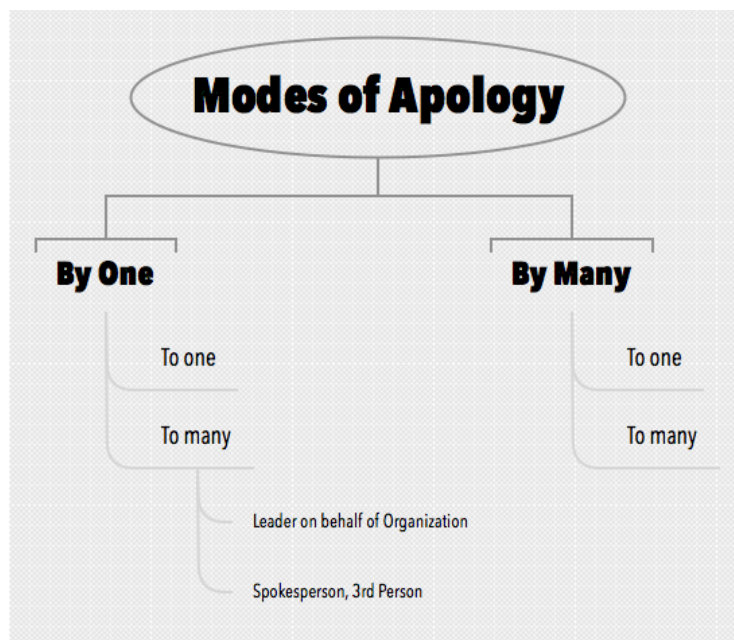 Modes of Apology
By One
To one
To many
Leader on behalf of Organization
Spokesperson, 3rd Person
By Many
To one
To many